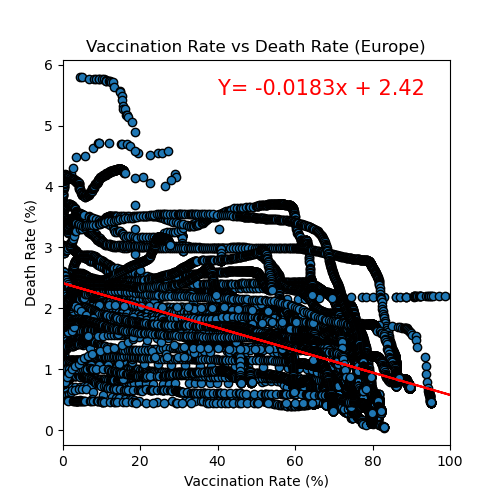 Vaccination Rate vs Death Rate (Europe)
Y= -0.0183x + 2.42
Death Rate (%)
6
5
4
3
2
1
0
0 20 40 60 80 100
Vaccination Rate (%)